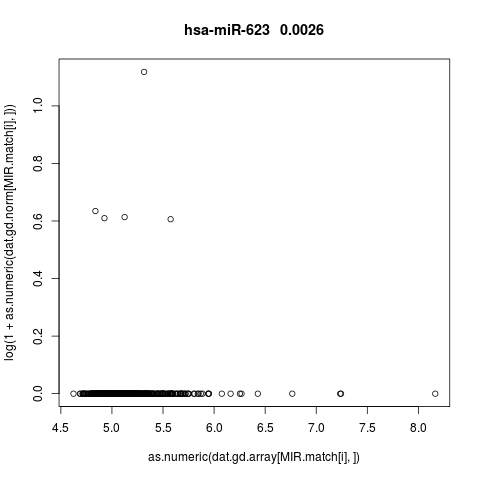 hsa-miR-623 0.0026
log(1 + as.numeric(dat.gd.norm[MIR.match[i], ]))
1.0
0.8
0.6
0.4
0.2
0.0
4.5 5.0 5.5 6.0 6.5 7.0 7.5 8.0
as.numeric(dat.gd.array[MIR.match[i], ])